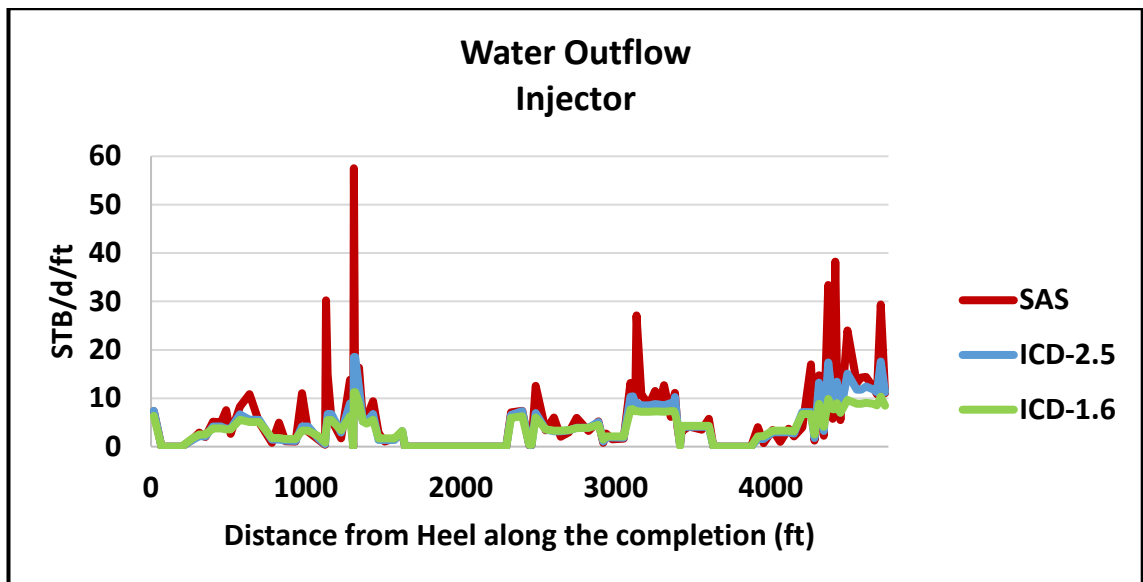 Water Outflow
Injector
60
50
40
30
20
10
0
STB/d/ft
0 1000 2000 3000 4000
Distance from Heel along the completion (ft)
SAS
ICD-2.5
ICD-1.6